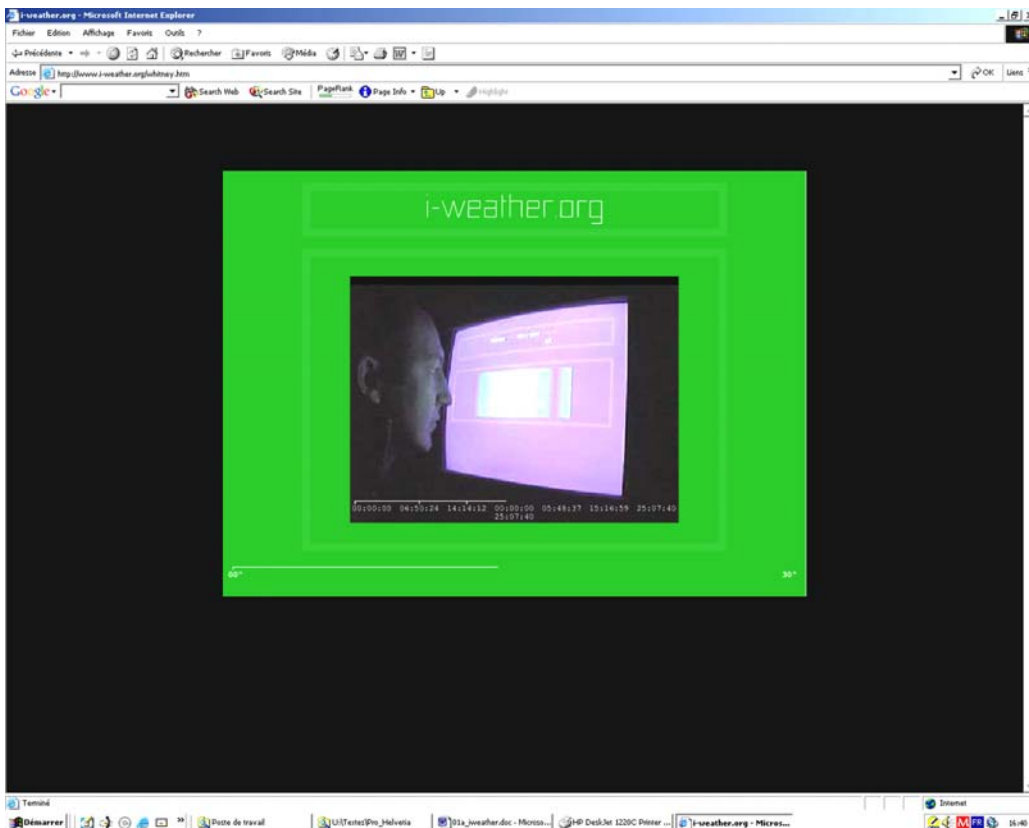 i-weather.org - Microsoft Internet Explorer
Fichier Edition Affichage Favoris Outils ?
Précédente Rechercher Favoris Média
Adresse http://www.i-weather.org/whitney.htm OK Liens
Google Search Web Search Site PageRank Page Info Up Highlight
i-weather.org
00:00:00 06:50:24 14:14:12 00:00:00 05:48:37 15:16:59 25:07:40
25:07:40
00" 30"
Terminé Internet
Démarrer Poste de travail U:\Textes\Pro_Helvetia 01a_iweather.doc - Microso... HP DeskJet 1220C Printer i-weather.org - Micros... FR 16:48